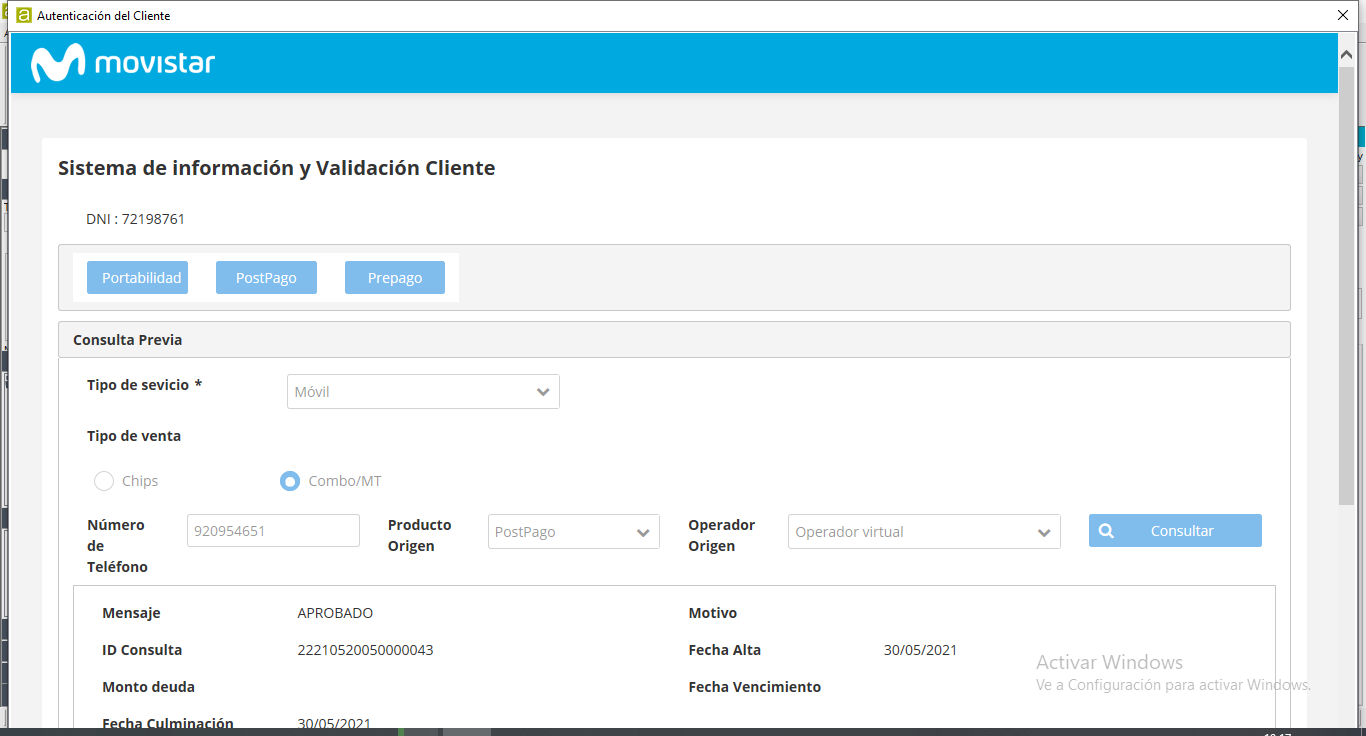 Autenticación del Cliente
movistar
Sistema de información y Validación Cliente
DNI : 72198761
Portabilidad PostPago Prepago
Consulta Previa
Tipo de sevicio * Móvil
Tipo de venta
Chips Combo/MT
Número de Teléfono 920954651 Producto Origen PostPago Operador Origen Operador virtual Consultar
Mensaje APROBADO Motivo
ID Consulta 22210520050000043 Fecha Alta 30/05/2021
Activar Windows
Ve a Configuración para activar Windows.
Monto deuda Fecha Vencimiento
Fecha Culminación 30/05/2021